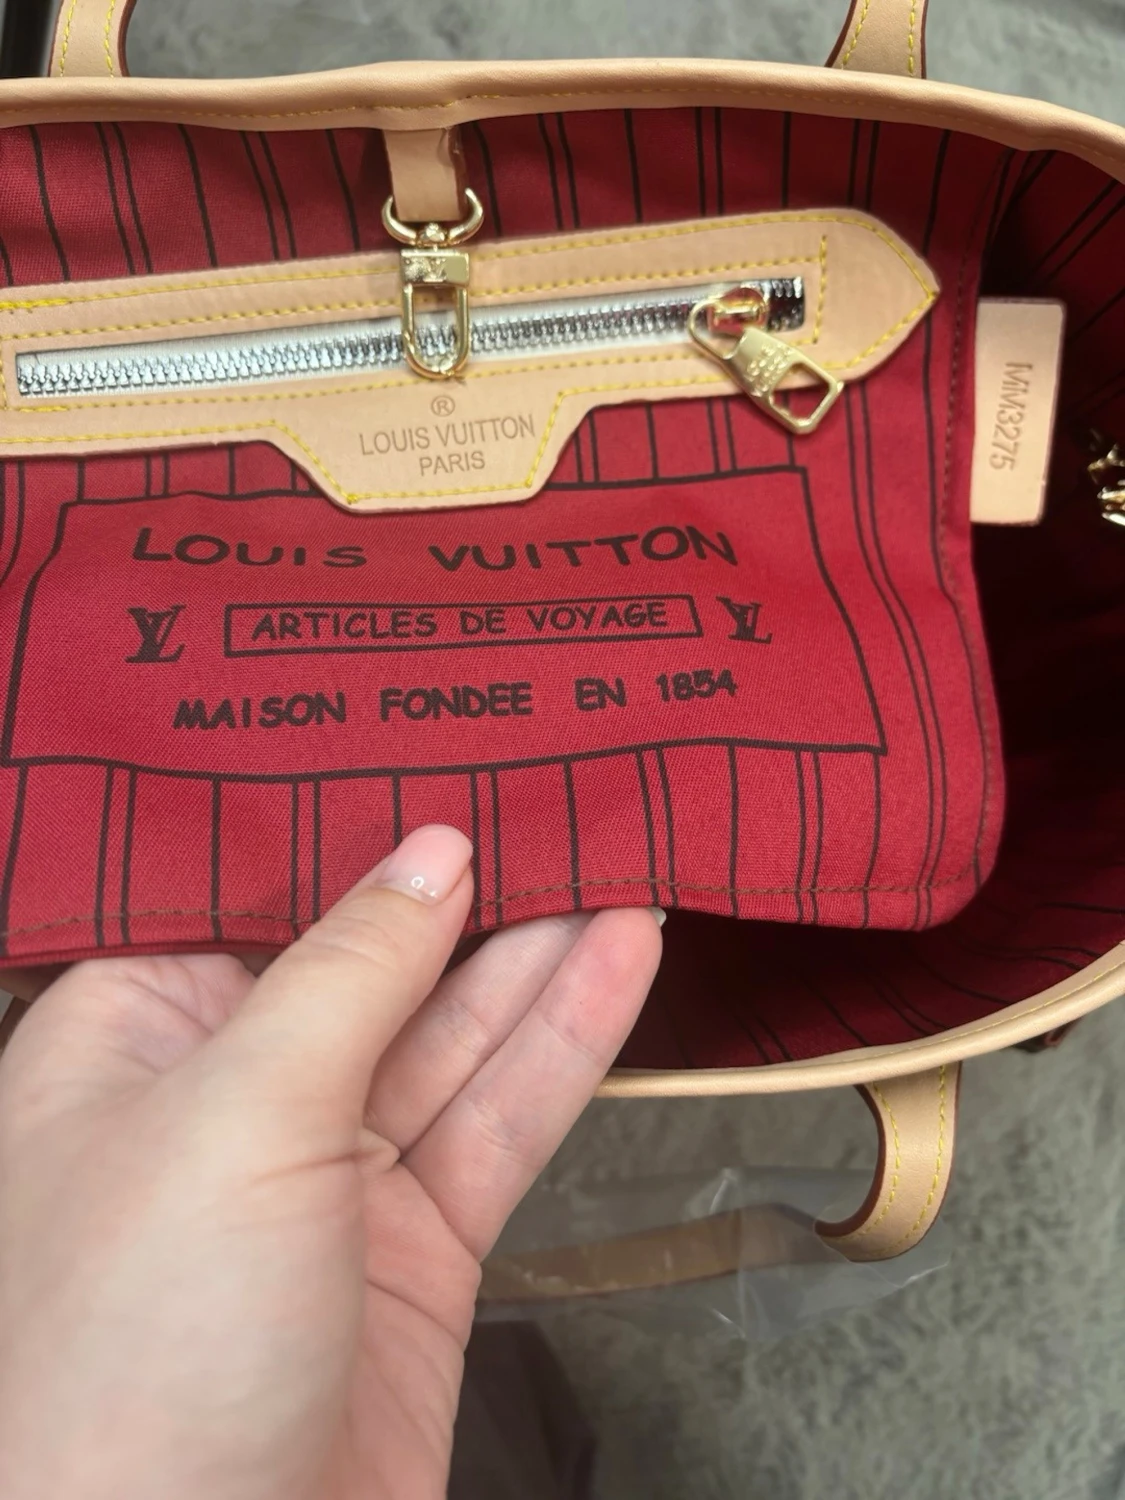 ®
LOUIS VUITTON
PARIS
MM3275
LOUIS VUITTON
LV ARTICLES DE VOYAGE LV
MAISON FONDEE EN 1854